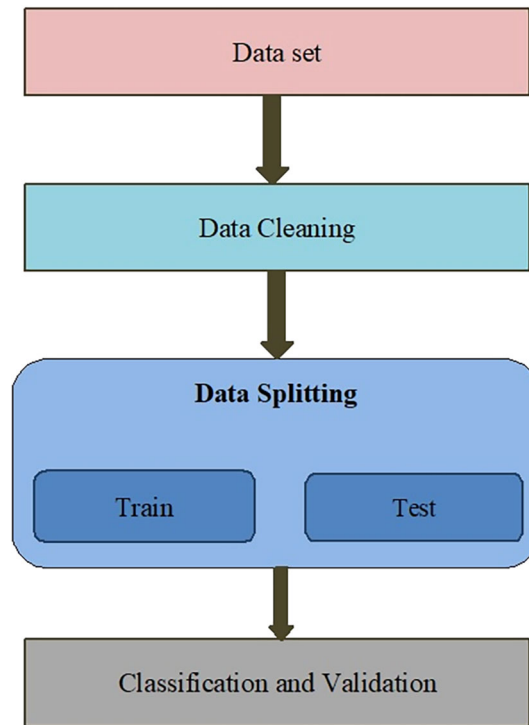 Data set
Data Cleaning
Data Splitting
Train
Test
Classification and Validation